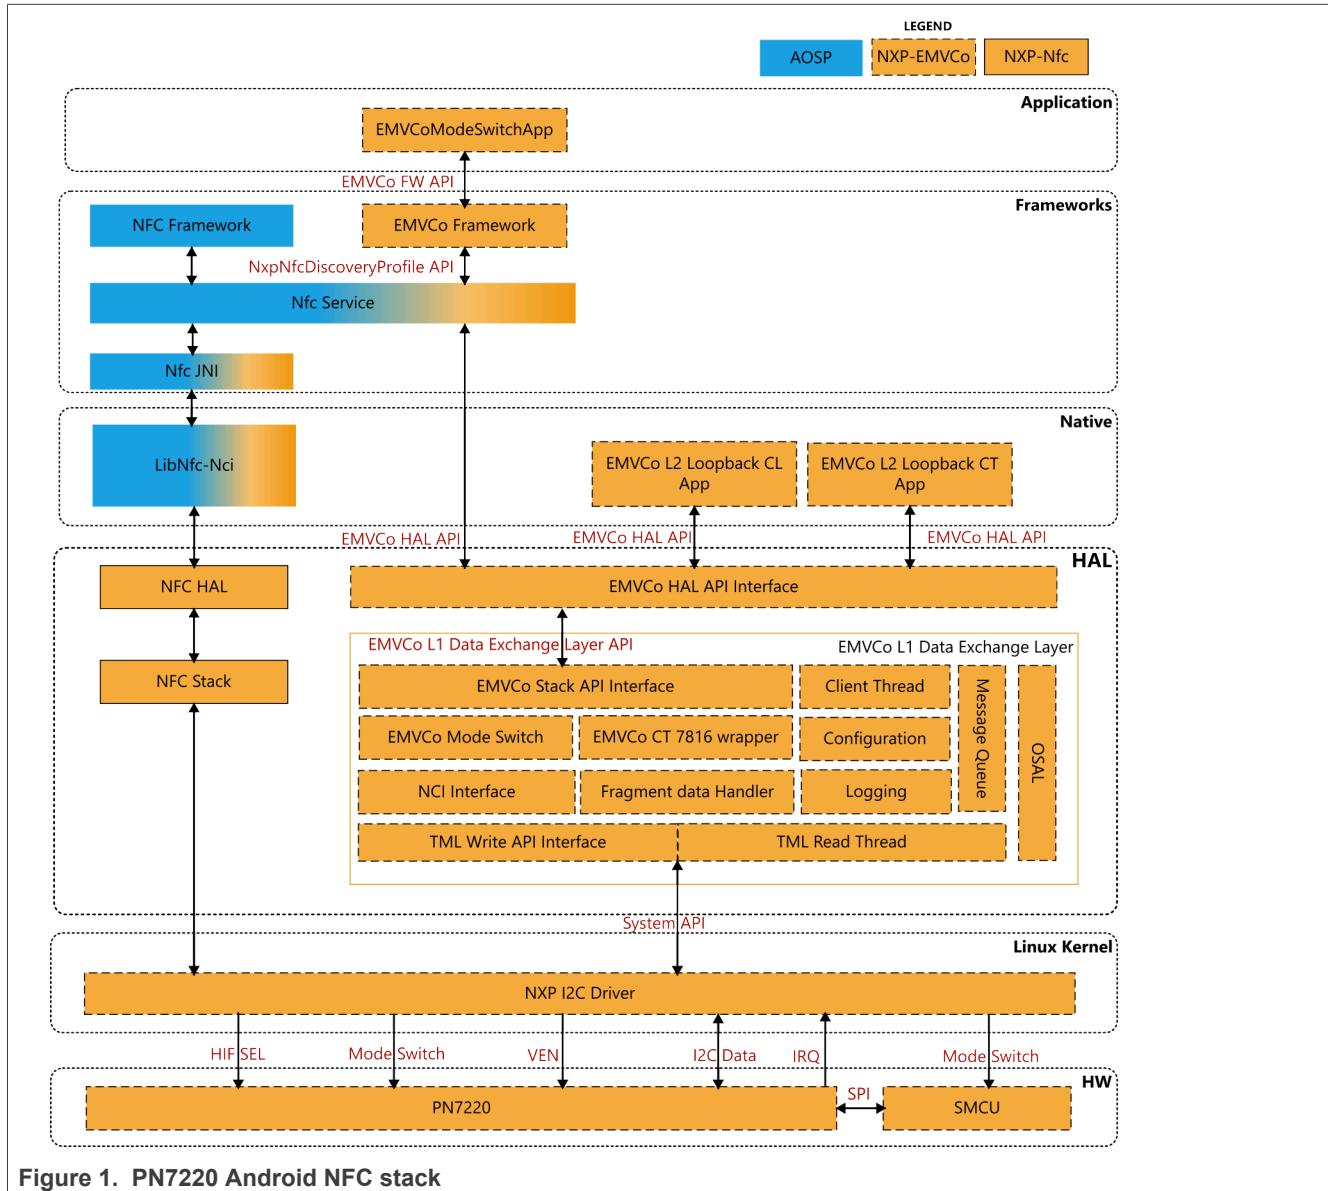 LEGEND
AOSP
NXP-EMVCo
NXP-Nfc
Application
EMVCoModeSwitchApp
EMVCo FW API
Frameworks
NFC Framework
EMVCo Framework
NxpNfcDiscoveryProfile API
Nfc Service
Nfc JNI
Native
LibNfc-Nci
EMVCo L2 Loopback CL
App
EMVCo L2 Loopback CT
App
EMVCo HAL API
EMVCo HAL API
EMVCo HAL API
HAL
NFC HAL
EMVCo HAL API Interface
EMVCo L1 Data Exchange Layer API
EMVCo L1 Data Exchange Layer
NFC Stack
EMVCo Stack API Interface
Client Thread
Message Queue
OSAL
EMVCo Mode Switch
EMVCo CT 7816 wrapper
Configuration
NCI Interface
Fragment data Handler
Logging
TML Write API Interface
TML Read Thread
System API
Linux Kernel
NXP I2C Driver
HIF SEL
Mode Switch
VEN
I2C Data
IRQ
Mode Switch
HW
PN7220
SPI
SMCU
Figure 1. PN7220 Android NFC stack